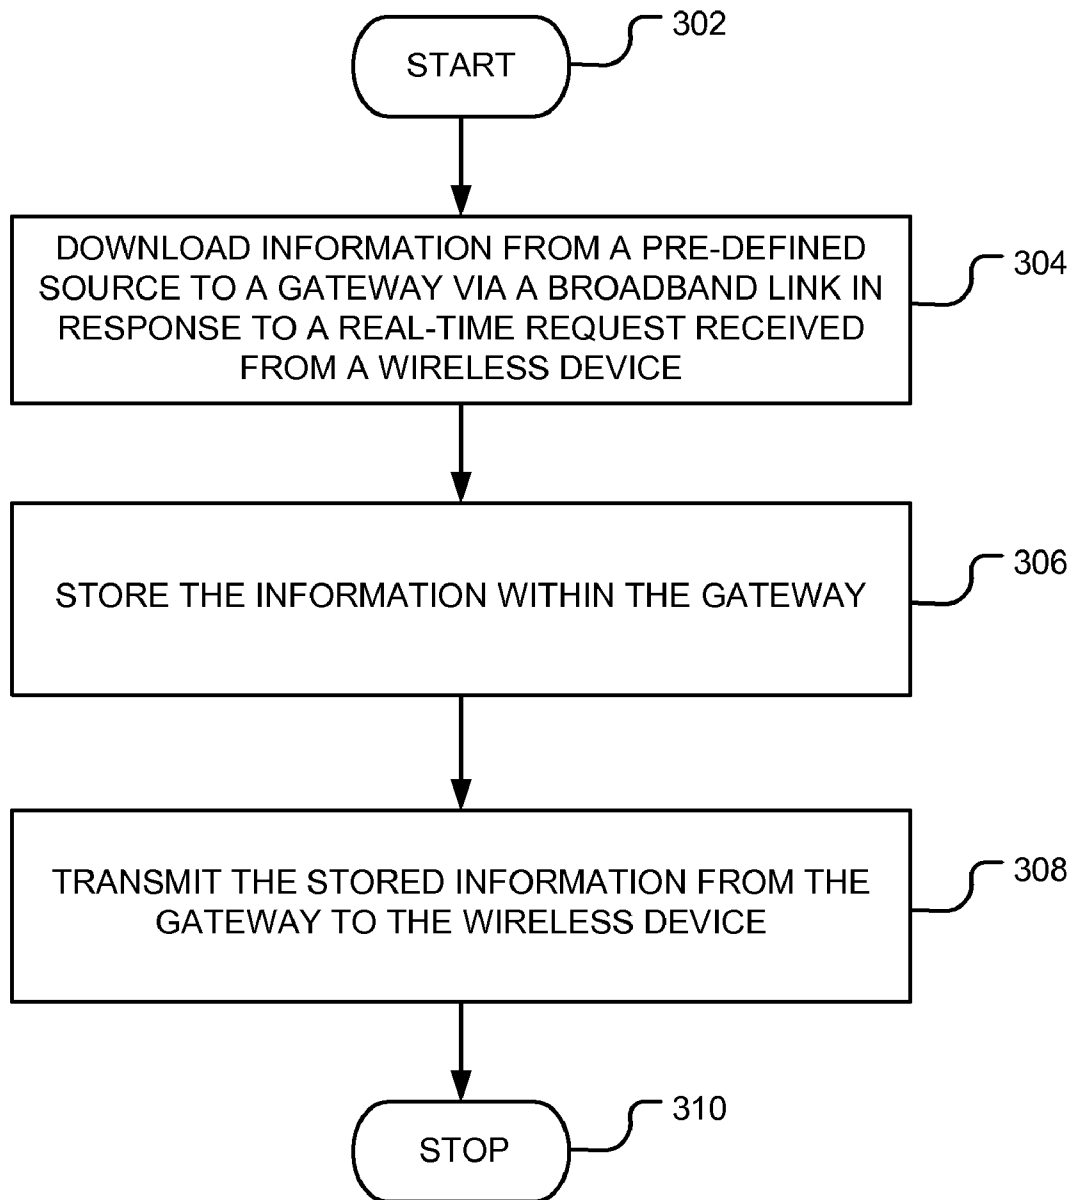 START
302
DOWNLOAD INFORMATION FROM A PRE-DEFINED
SOURCE TO A GATEWAY VIA A BROADBAND LINK IN
RESPONSE TO A REAL-TIME REQUEST RECEIVED
FROM A WIRELESS DEVICE
304
STORE THE INFORMATION WITHIN THE GATEWAY
306
TRANSMIT THE STORED INFORMATION FROM THE
GATEWAY TO THE WIRELESS DEVICE
308
STOP
310